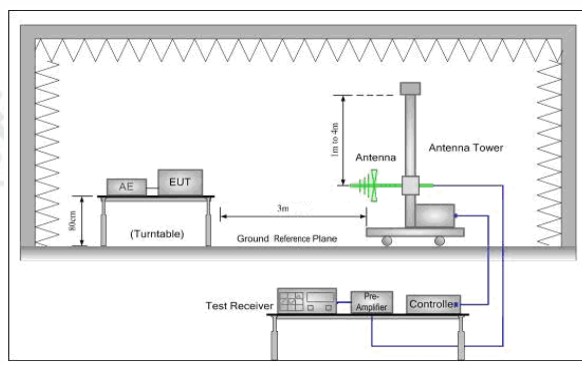 1m to 4m
Antenna
Antenna Tower
AE
EUT
80cm
(Turntable)
3m
Ground Reference Plane
Test Receiver
Pre-
Amplifier
Controller